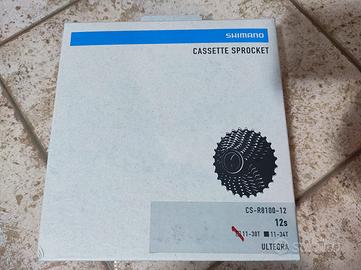 SHIMANO
CASSETTE SPROCKET
CS-R8100-12
12s
11-30T 11-34T
ULTEGRA